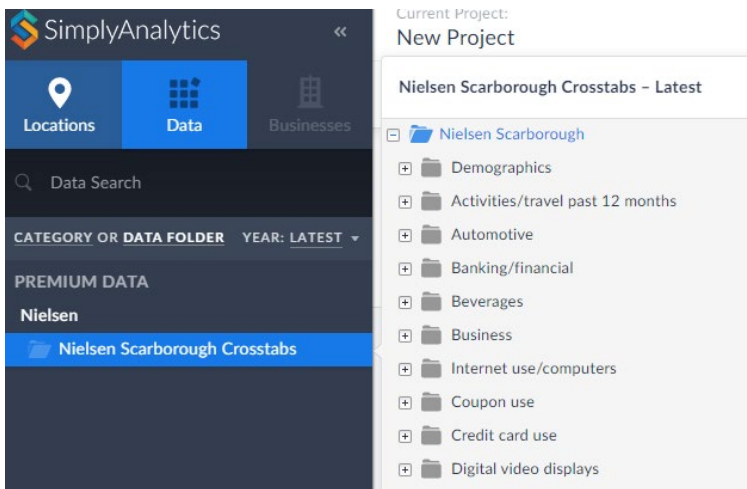 SimplyAnalytics
«
Locations
Data
Businesses
Data Search
CATEGORY OR DATA FOLDER YEAR: LATEST
PREMIUM DATA
Nielsen
Nielsen Scarborough Crosstabs
Current Project:
New Project
Nielsen Scarborough Crosstabs – Latest
Nielsen Scarborough
Demographics
Activities/travel past 12 months
Automotive
Banking/financial
Beverages
Business
Internet use/computers
Coupon use
Credit card use
Digital video displays